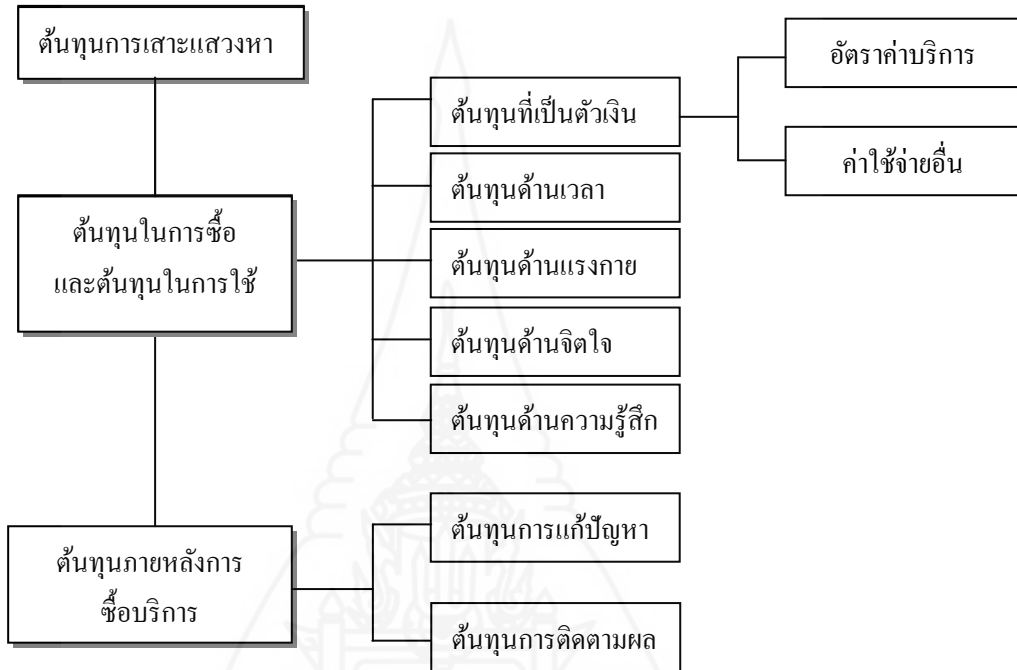 ต้นทุนการเสาะแสวงหา
อัตราค่าบริการ
ต้นทุนที่เป็นตัวเงิน
ค่าใช้จ่ายอื่น
ต้นทุนด้านเวลา
ต้นทุนในการซื้อ
และต้นทุนในการใช้
ต้นทุนด้านแรงกาย
ต้นทุนด้านจิตใจ
ต้นทุนด้านความรู้สึก
ต้นทุนภายหลังการ
ซื้อบริการ
ต้นทุนการแก้ปัญหา
ต้นทุนการติดตามผล